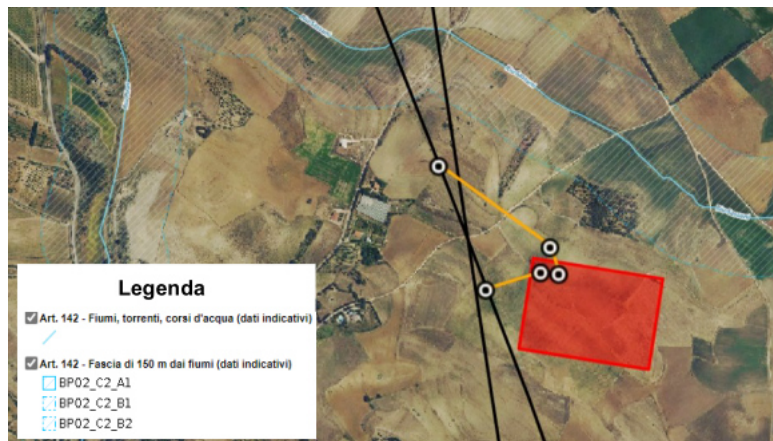 Legenda
Art. 142 - Fiumi, torrenti, corsi d'acqua (dati indicativi)
Art. 142 - Fascia di 150 m dai fiumi (dati indicativi)
BP02_C2_A1
BP02_C2_B1
BP02_C2_B2